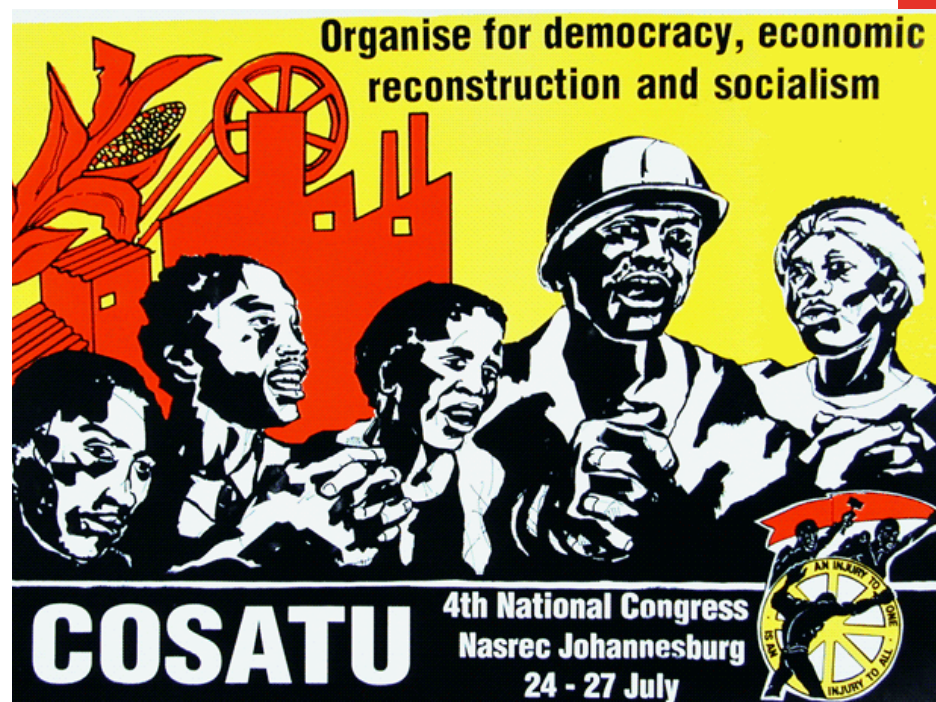 Organise for democracy, economic
reconstruction and socialism
COSATU
4th National Congress
Nasrec Johannesburg
24 - 27 July
AN INJURY TO ONE
IS AN
INJURY TO ALL